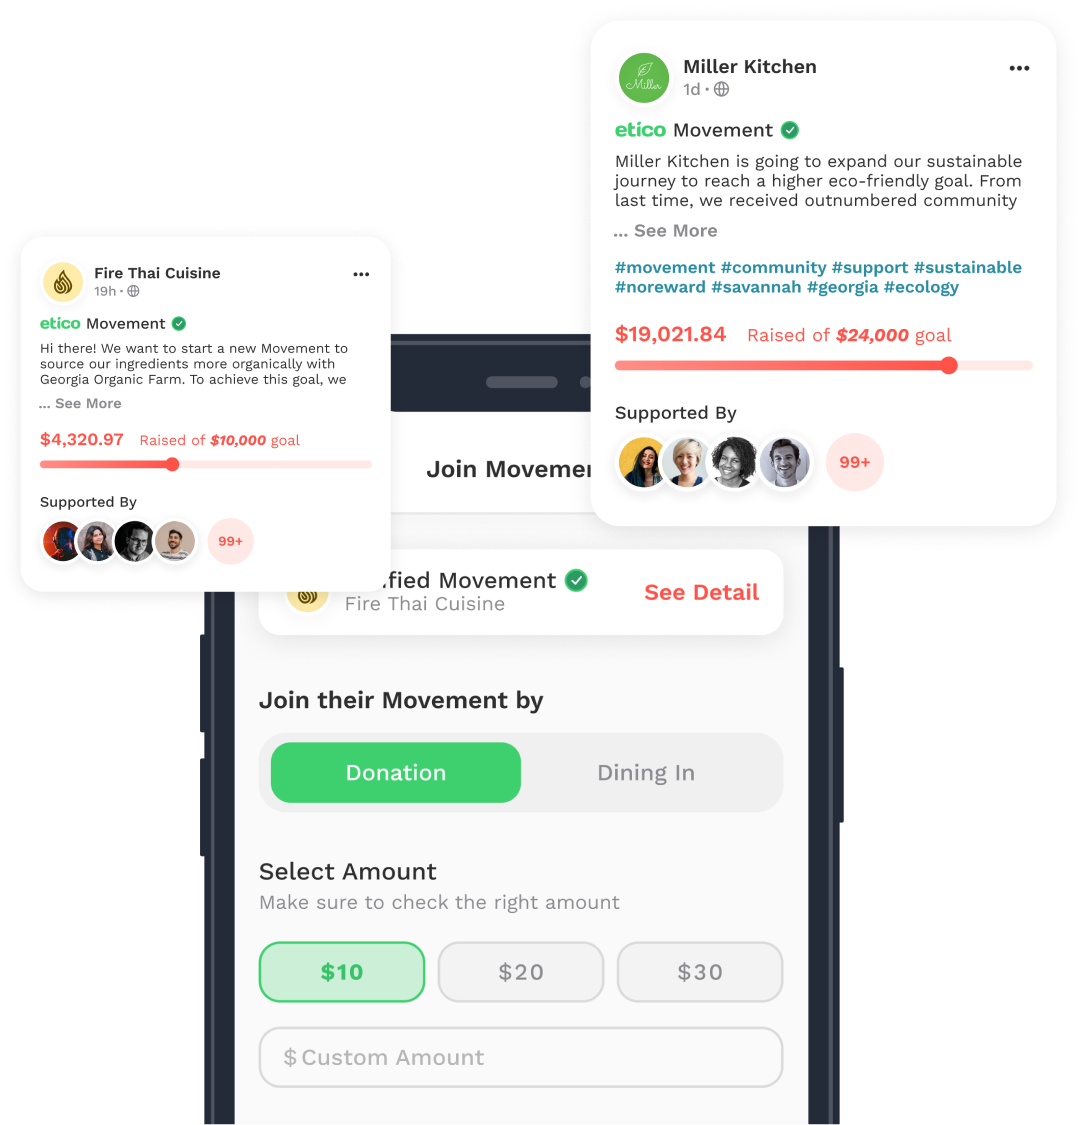 Miller Kitchen
1d
Miller
etico Movement
Miller Kitchen is going to expand our sustainable
journey to reach a higher eco-friendly goal. From
last time, we received outnumbered community
... See More
#movement #community #support #sustainable
#noreward #savannah #georgia #ecology
$19,021.84 Raised of $24,000 goal
Supported By
99+
Fire Thai Cuisine
19h
etico Movement
Hi there! We want to start a new Movement to
source our ingredients more organically with
Georgia Organic Farm. To achieve this goal, we
... See More
$4,320.97 Raised of $10,000 goal
Supported By
99+
Join Movemen
ified Movement
Fire Thai Cuisine
See Detail
Join their Movement by
Donation Dining In
Select Amount
Make sure to check the right amount
$10 $20 $30
$ Custom Amount